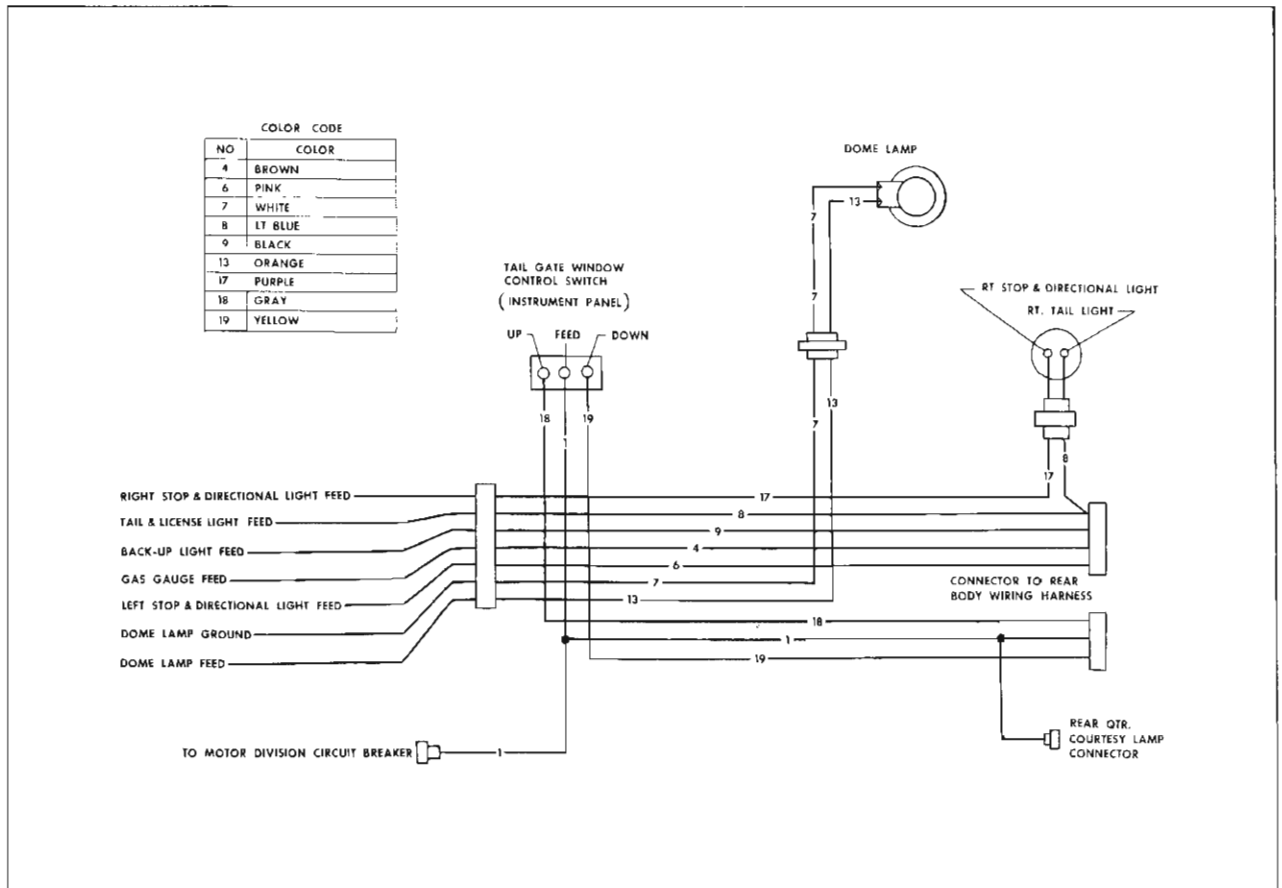 COLOR CODE
NO COLOR
4 BROWN
6 PINK
7 WHITE
8 LT BLUE
9 BLACK
13 ORANGE
17 PURPLE
18 GRAY
19 YELLOW
DOME LAMP
7
13
7
TAIL GATE WINDOW
CONTROL SWITCH
(INSTRUMENT PANEL)
UP FEED DOWN
RT STOP & DIRECTIONAL LIGHT
RT. TAIL LIGHT
18
1
19
13
7
17
8
RIGHT STOP & DIRECTIONAL LIGHT FEED
17
TAIL & LICENSE LIGHT FEED
8
BACK-UP LIGHT FEED
9
GAS GAUGE FEED
4
LEFT STOP & DIRECTIONAL LIGHT FEED
6
DOME LAMP GROUND
7
DOME LAMP FEED
13
CONNECTOR TO REAR
BODY WIRING HARNESS
18
1
19
TO MOTOR DIVISION CIRCUIT BREAKER
1
REAR QTR.
COURTESY LAMP
CONNECTOR